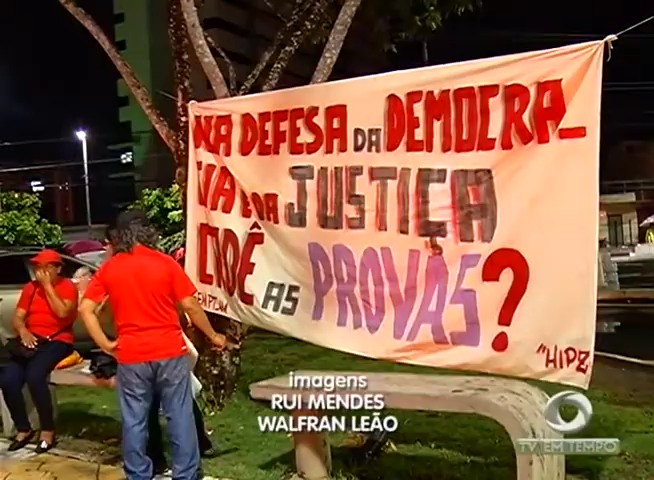 NA DEFESA DA DEMOCRA_
CIA E DA JUSTIÇA
CADÊ AS PROVAS?
imagens
RUI MENDES
WALFRAN LEÃO
TV EM TEMPO